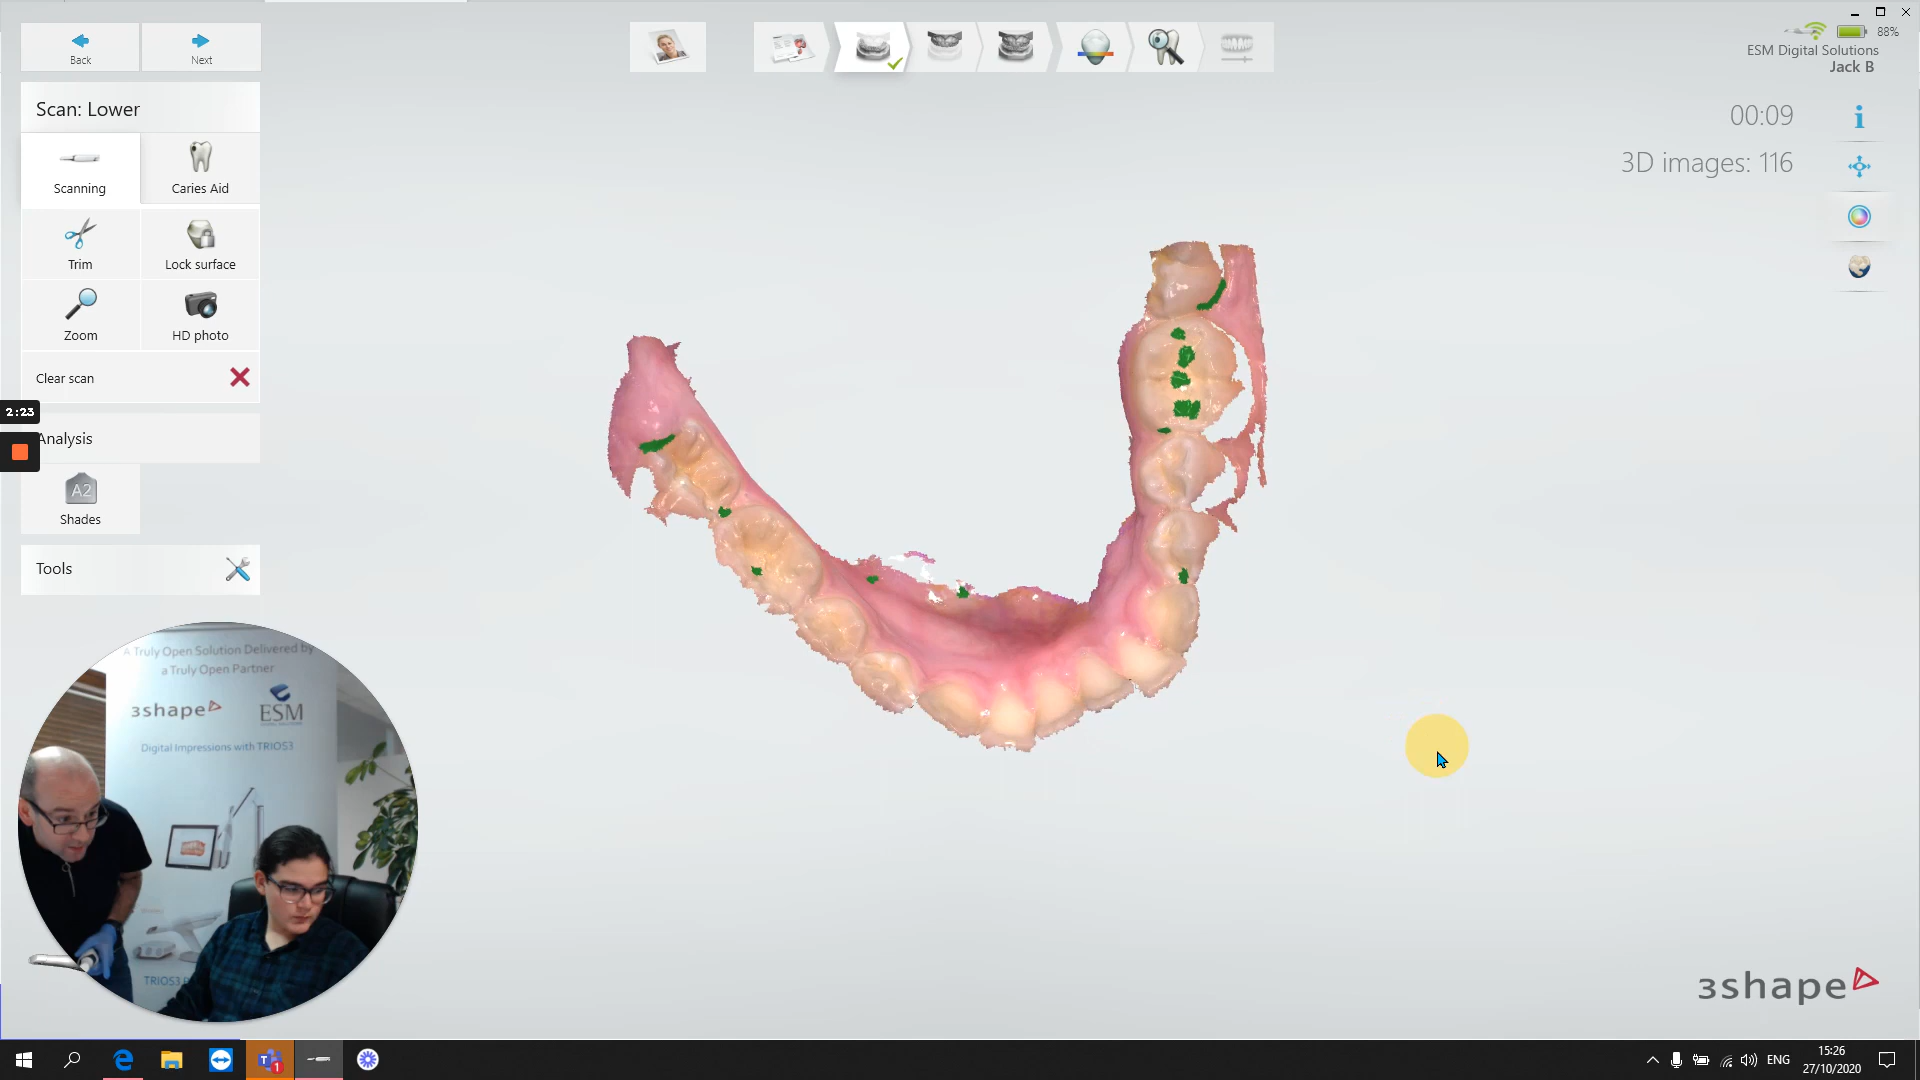 Back
Next
88%
ESM Digital Solutions
Jack B
Scan: Lower
00:09
3D images: 116
Scanning
Caries Aid
Trim
Lock surface
Zoom
HD photo
Clear scan
2:23
Analysis
A2
Shades
Tools
A Truly Open Solution Delivered by
a Truly Open Partner
3shape
ESM
Digital Impressions with TRIOS3
TRIOS3
3shape
T
1
ENG
15:26
27/10/2020